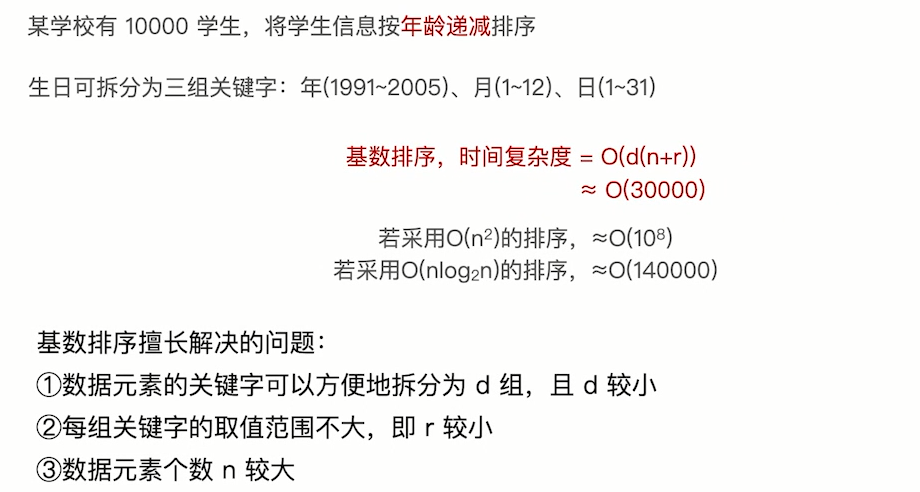 某学校有 10000 学生，将学生信息按年龄递减排序
生日可拆分为三组关键字：年(1991~2005)、月(1~12)、日(1~31)
基数排序，时间复杂度 = O(d(n+r))
≈ O(30000)
若采用O(n²)的排序，≈O(10⁸)
若采用O(nlog₂n)的排序，≈O(140000)
基数排序擅长解决的问题：
①数据元素的关键字可以方便地拆分为 d 组，且 d 较小
②每组关键字的取值范围不大，即 r 较小
③数据元素个数 n 较大